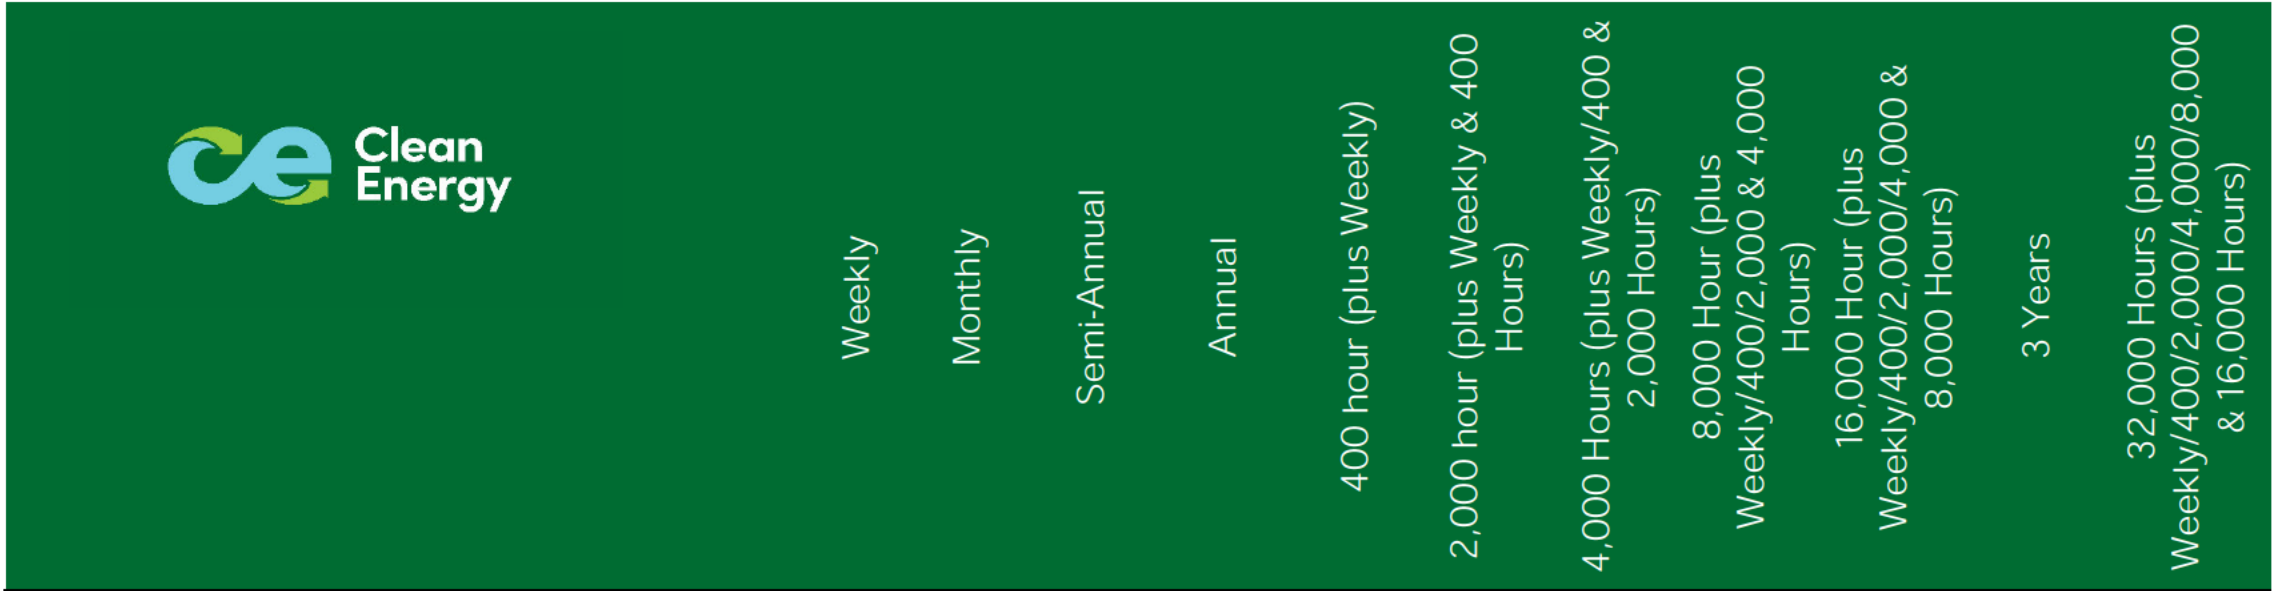 ce
Clean
Energy
Weekly
Monthly
Semi-Annual
Annual
400 hour (plus Weekly)
2,000 hour (plus Weekly & 400
Hours)
4,000 Hours (plus Weekly/400 &
2,000 Hours)
8,000 Hour (plus
Weekly/400/2,000 & 4,000
Hours)
16,000 Hour (plus
Weekly/400/2,000/4,000 &
8,000 Hours)
3 Years
32,000 Hours (plus
Weekly/400/2,000/4,000/8,000
& 16,000 Hours)